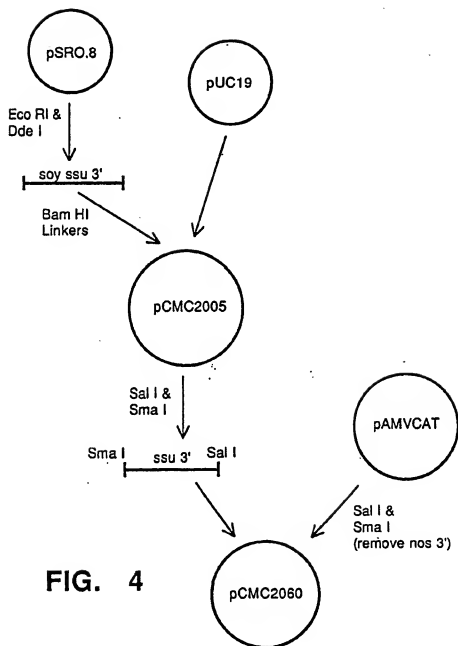 pSRO.8
pUC19
Eco RI &
Dde I
soy ssu 3'
Bam HI
Linkers
pCMC2005
Sal I &
Sma I
pAMVCAT
Sma I ssu 3' Sal I
Sal I &
Sma I
(remove nos 3')
FIG. 4
pCMC2060